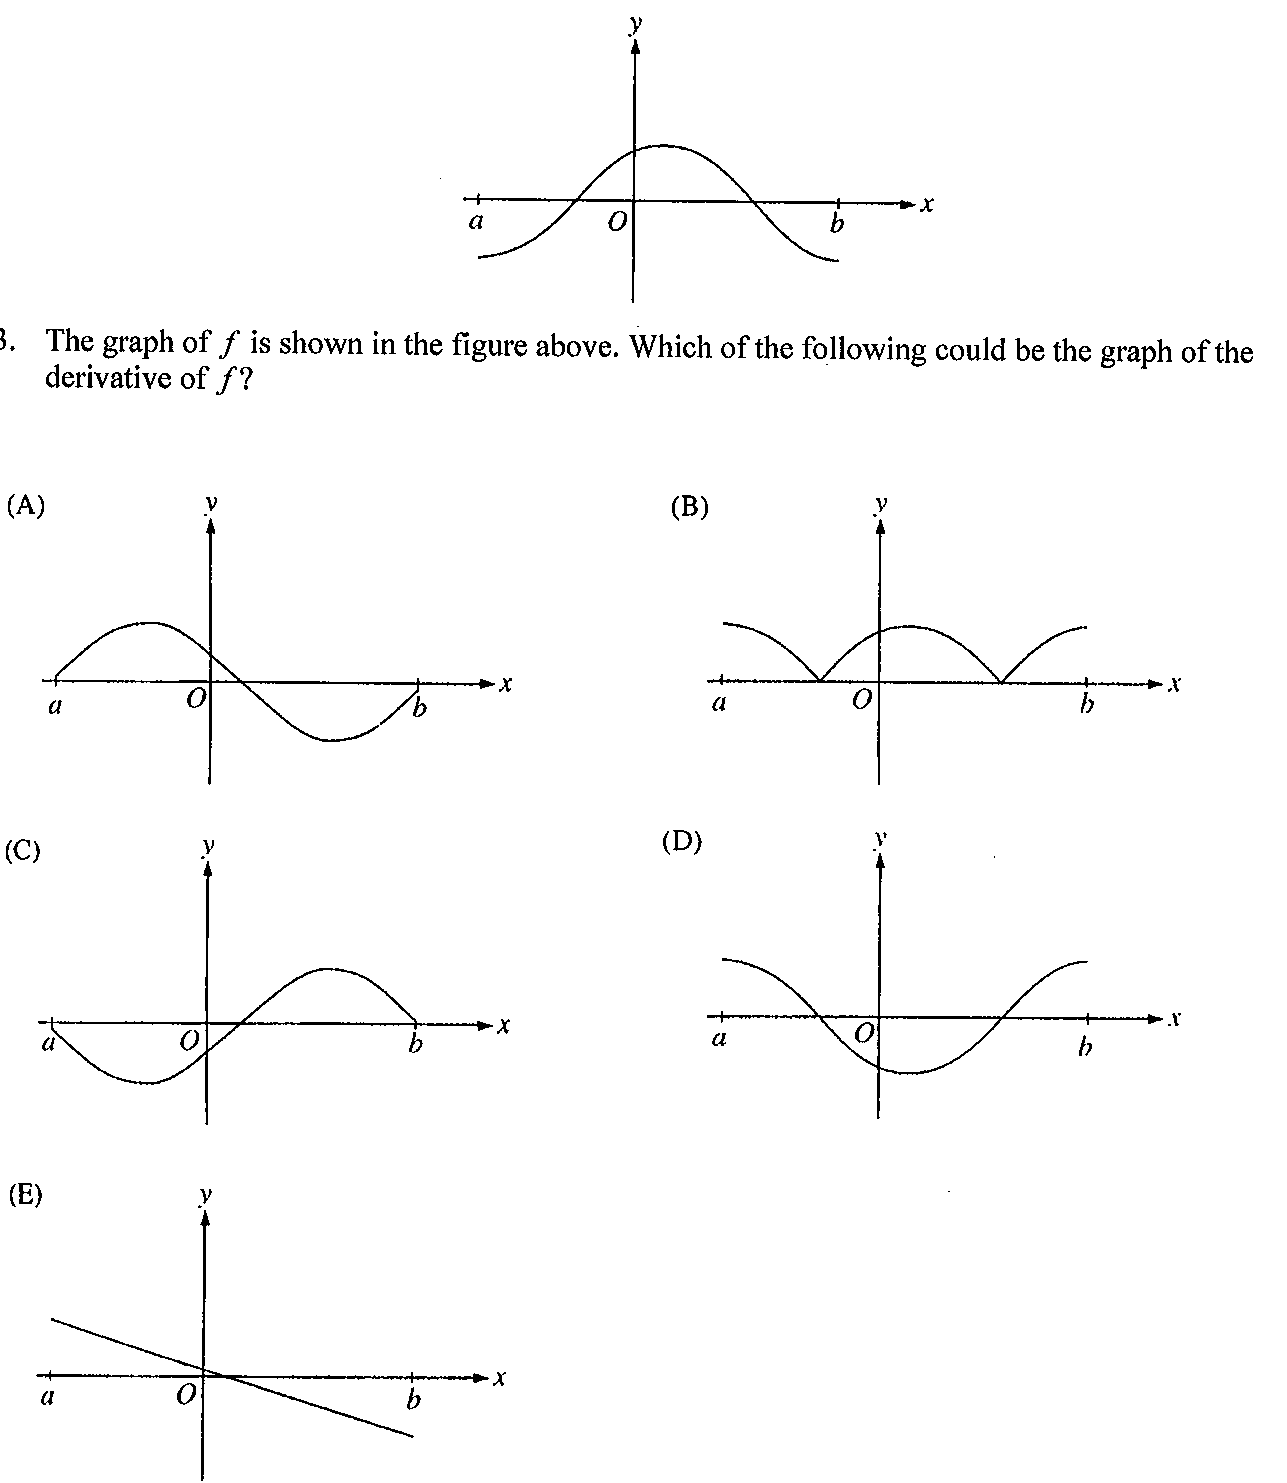 y
x
a
O
b
3. The graph of f is shown in the figure above. Which of the following could be the graph of the
derivative of f?
(A)
y
x
a
O
b
(B)
y
x
a
O
b
(C)
y
x
a
O
b
(D)
y
x
a
O
b
(E)
y
x
a
O
b